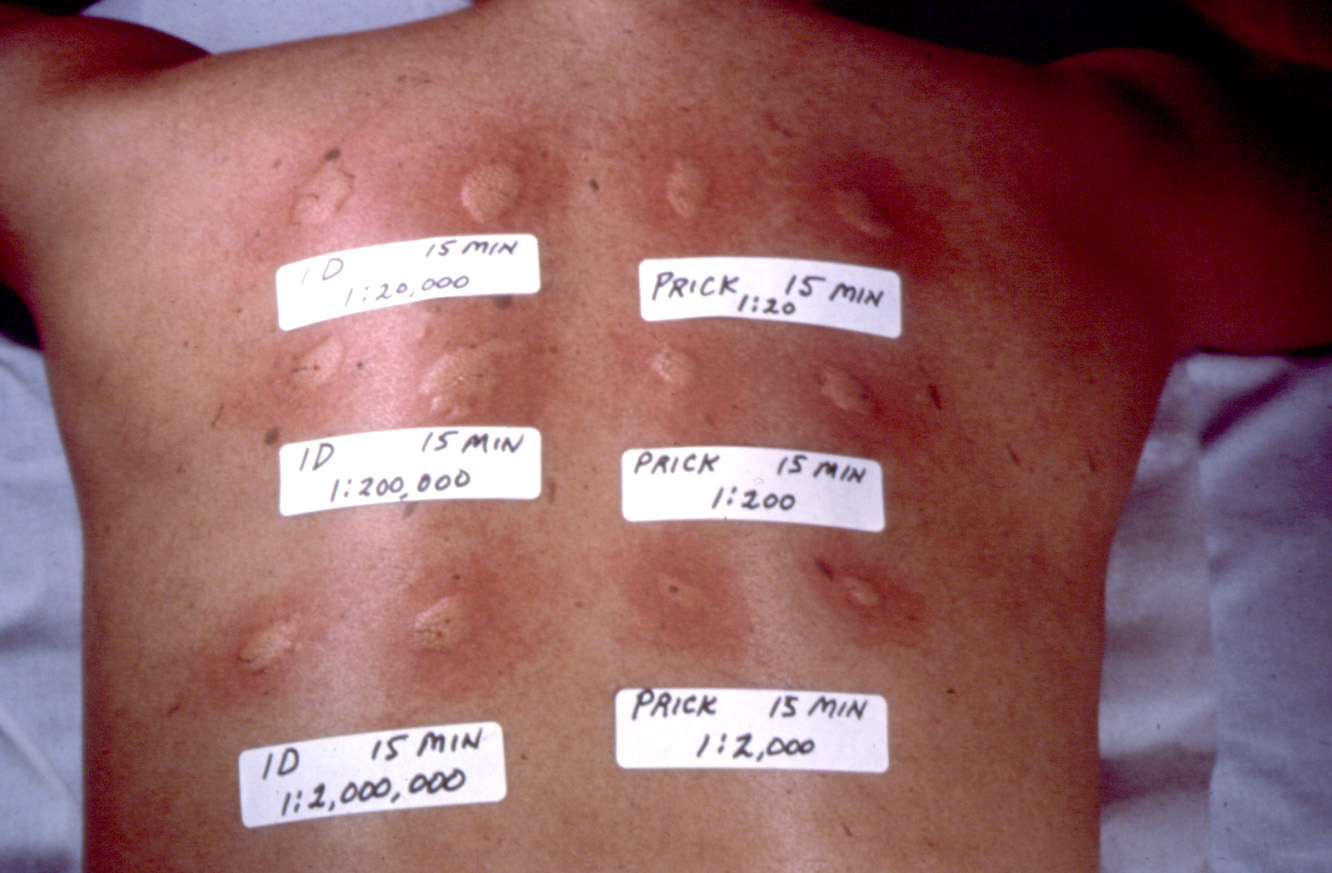 ID 15 MIN
1:20,000
PRICK 15 MIN
1:20
ID 15 MIN
1:200,000
PRICK 15 MIN
1:200
ID 15 MIN
1:2,000,000
PRICK 15 MIN
1:2,000